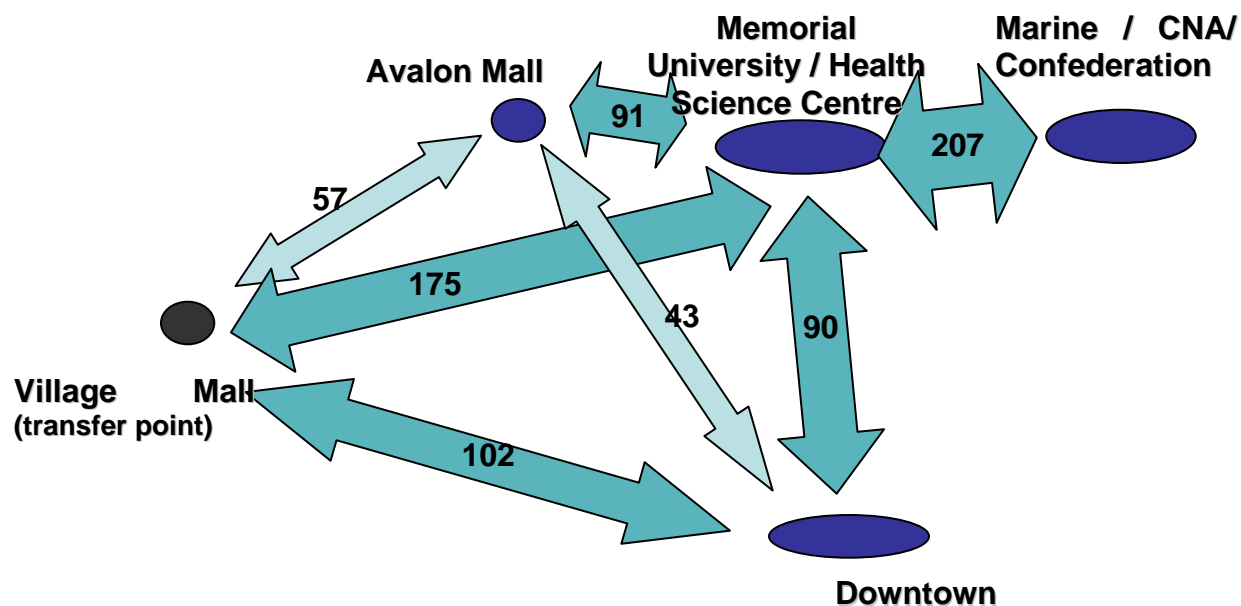 Memorial
University / Health
Science Centre
Marine / CNA/
Confederation
Avalon Mall
91
207
57
175
43
90
Village Mall
(transfer point)
102
Downtown